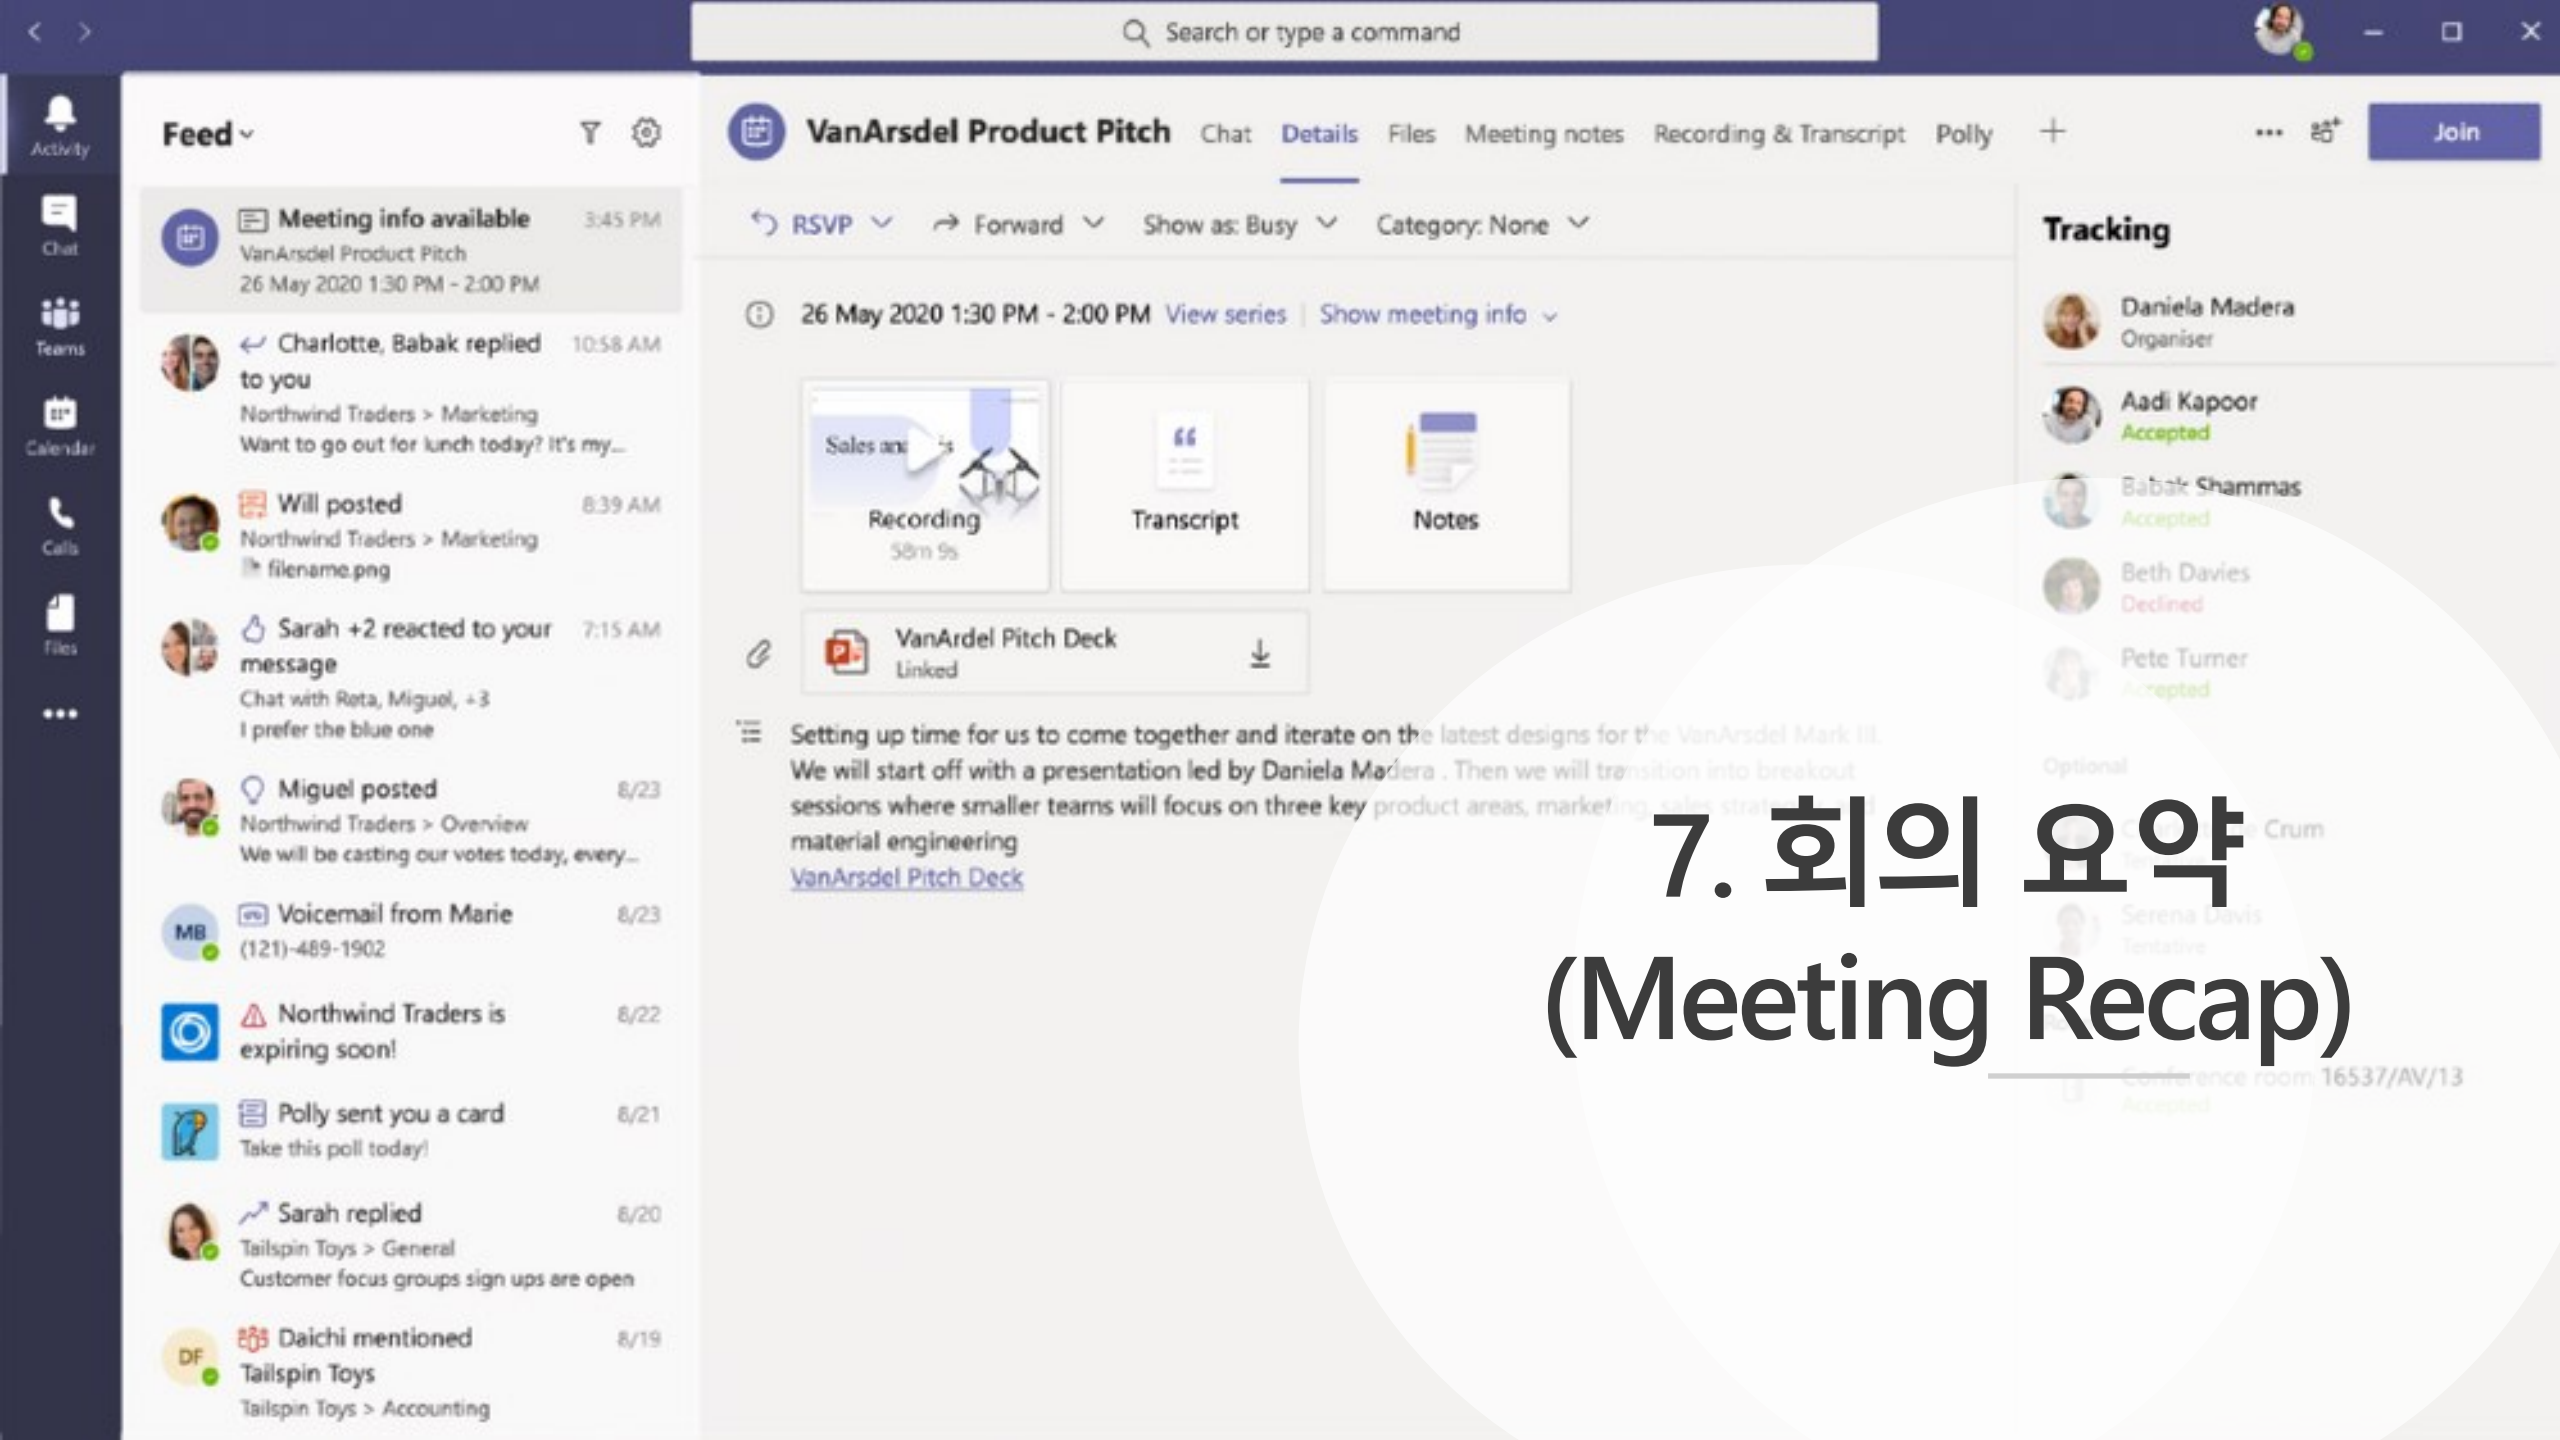 Search or type a command
Activity
Chat
Teams
Calendar
Calls
Files
Feed
Meeting info available 3:45 PM
VanArsdel Product Pitch
26 May 2020 1:30 PM - 2:00 PM
Charlotte, Babak replied to you 10:58 AM
Northwind Traders > Marketing
Want to go out for lunch today? It's my...
Will posted 8:39 AM
Northwind Traders > Marketing
filename.png
Sarah +2 reacted to your message 7:15 AM
Chat with Reta, Miguel, +3
I prefer the blue one
Miguel posted 8/23
Northwind Traders > Overview
We will be casting our votes today, every...
MB
Voicemail from Marie 8/23
(121)-489-1902
Northwind Traders is expiring soon! 8/22
Polly sent you a card 8/21
Take this poll today!
Sarah replied 8/20
Tailspin Toys > General
Customer focus groups sign ups are open
DF
Daichi mentioned Tailspin Toys 8/19
Tailspin Toys > Accounting
VanArsdel Product Pitch Chat Details Files Meeting notes Recording & Transcript Polly
Join
RSVP Forward Show as: Busy Category: None
26 May 2020 1:30 PM - 2:00 PM View series Show meeting info
Sales
Recording
58m 9s
Transcript
Notes
VanArdel Pitch Deck
Linked
Setting up time for us to come together and iterate on the latest designs for the VanArsdel Mark III.
We will start off with a presentation led by Daniela Madera . Then we will transition into breakout
sessions where smaller teams will focus on three key product areas, marketing, sales
material engineering
VanArsdel Pitch Deck
Tracking
Daniela Madera
Organiser
Aadi Kapoor
Accepted
Babak Shammas
Accepted
Beth Davies
Declined
Pete Turner
Accepted
Optional
Crum
Serena Davis
Tentative
Conference room 16537/AV/13
Accepted
7. 회의 요약
(Meeting Recap)